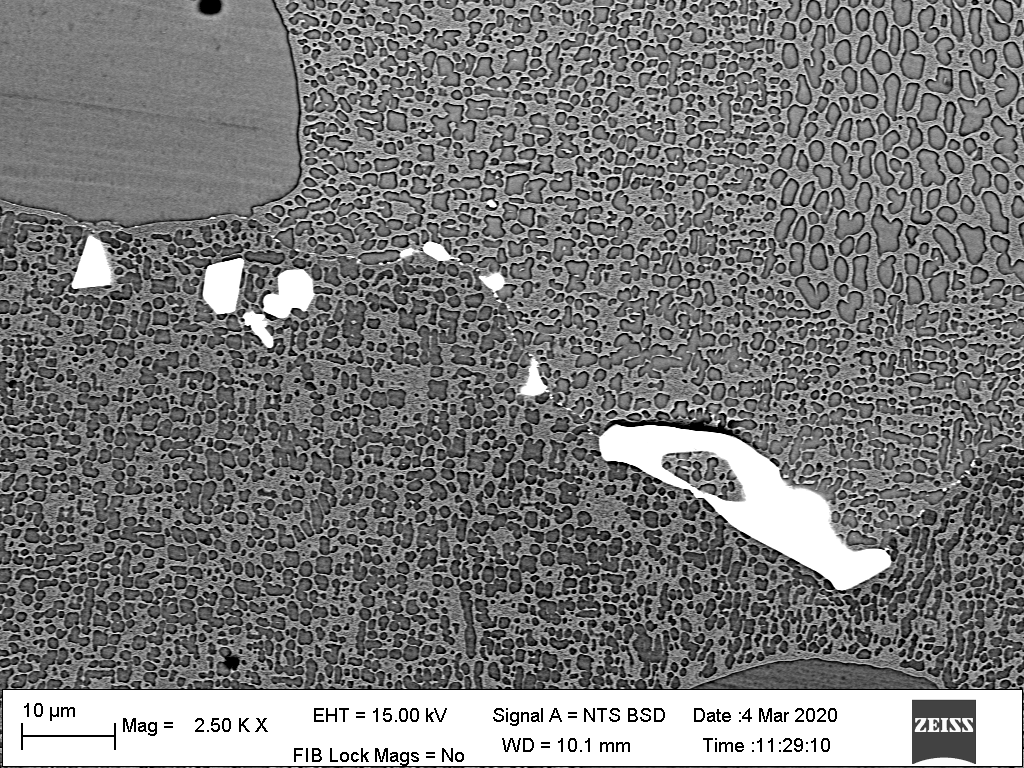 10 µm
Mag = 2.50 K X
EHT = 15.00 kV
FIB Lock Mags = No
Signal A = NTS BSD
WD = 10.1 mm
Date :4 Mar 2020
Time :11:29:10
ZEISS